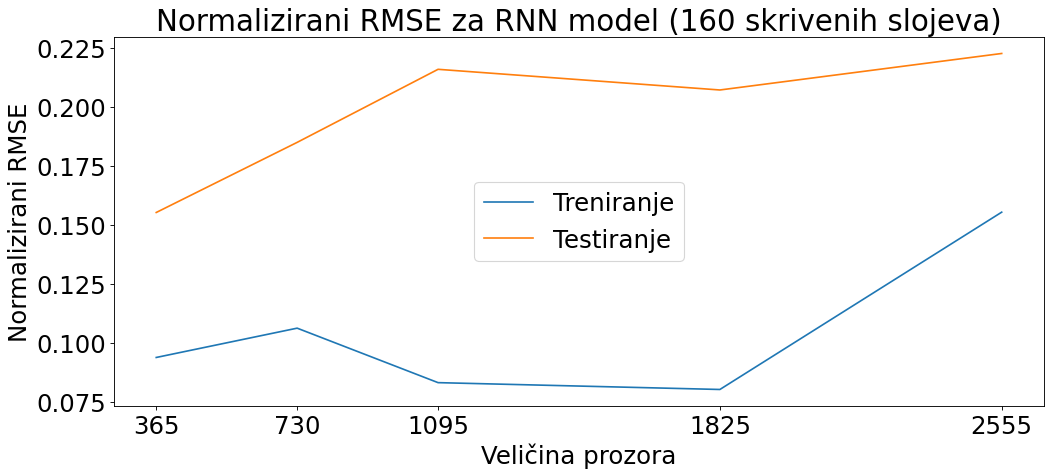 Normalizirani RMSE za RNN model (160 skrivenih slojeva)
Normalizirani RMSE
0.225
0.200
0.175
0.150
0.125
0.100
0.075
Treniranje
Testiranje
365 730 1095 1825 2555
Veličina prozora